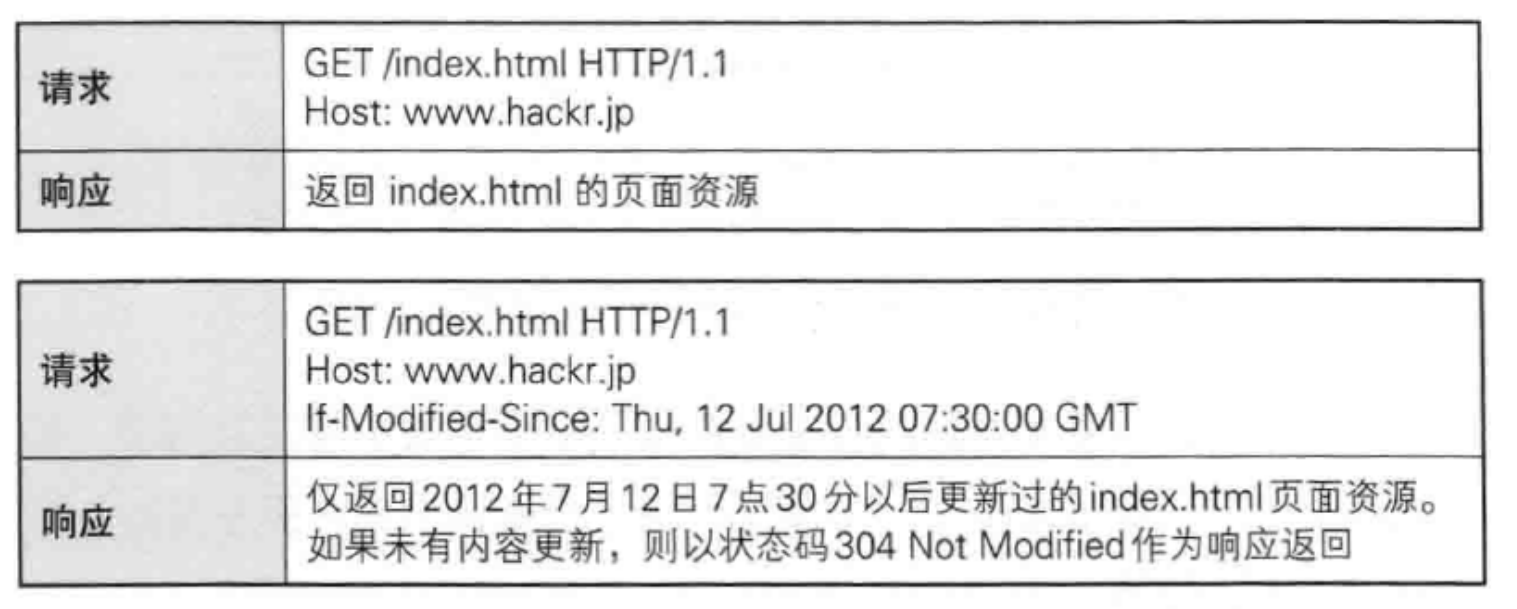 请求
GET /index.html HTTP/1.1
Host: www.hackr.jp
响应
返回 index.html 的页面资源
请求
GET /index.html HTTP/1.1
Host: www.hackr.jp
If-Modified-Since: Thu, 12 Jul 2012 07:30:00 GMT
响应
仅返回2012年7月12日7点30分以后更新过的index.html页面资源。
如果未有内容更新，则以状态码304 Not Modified作为响应返回